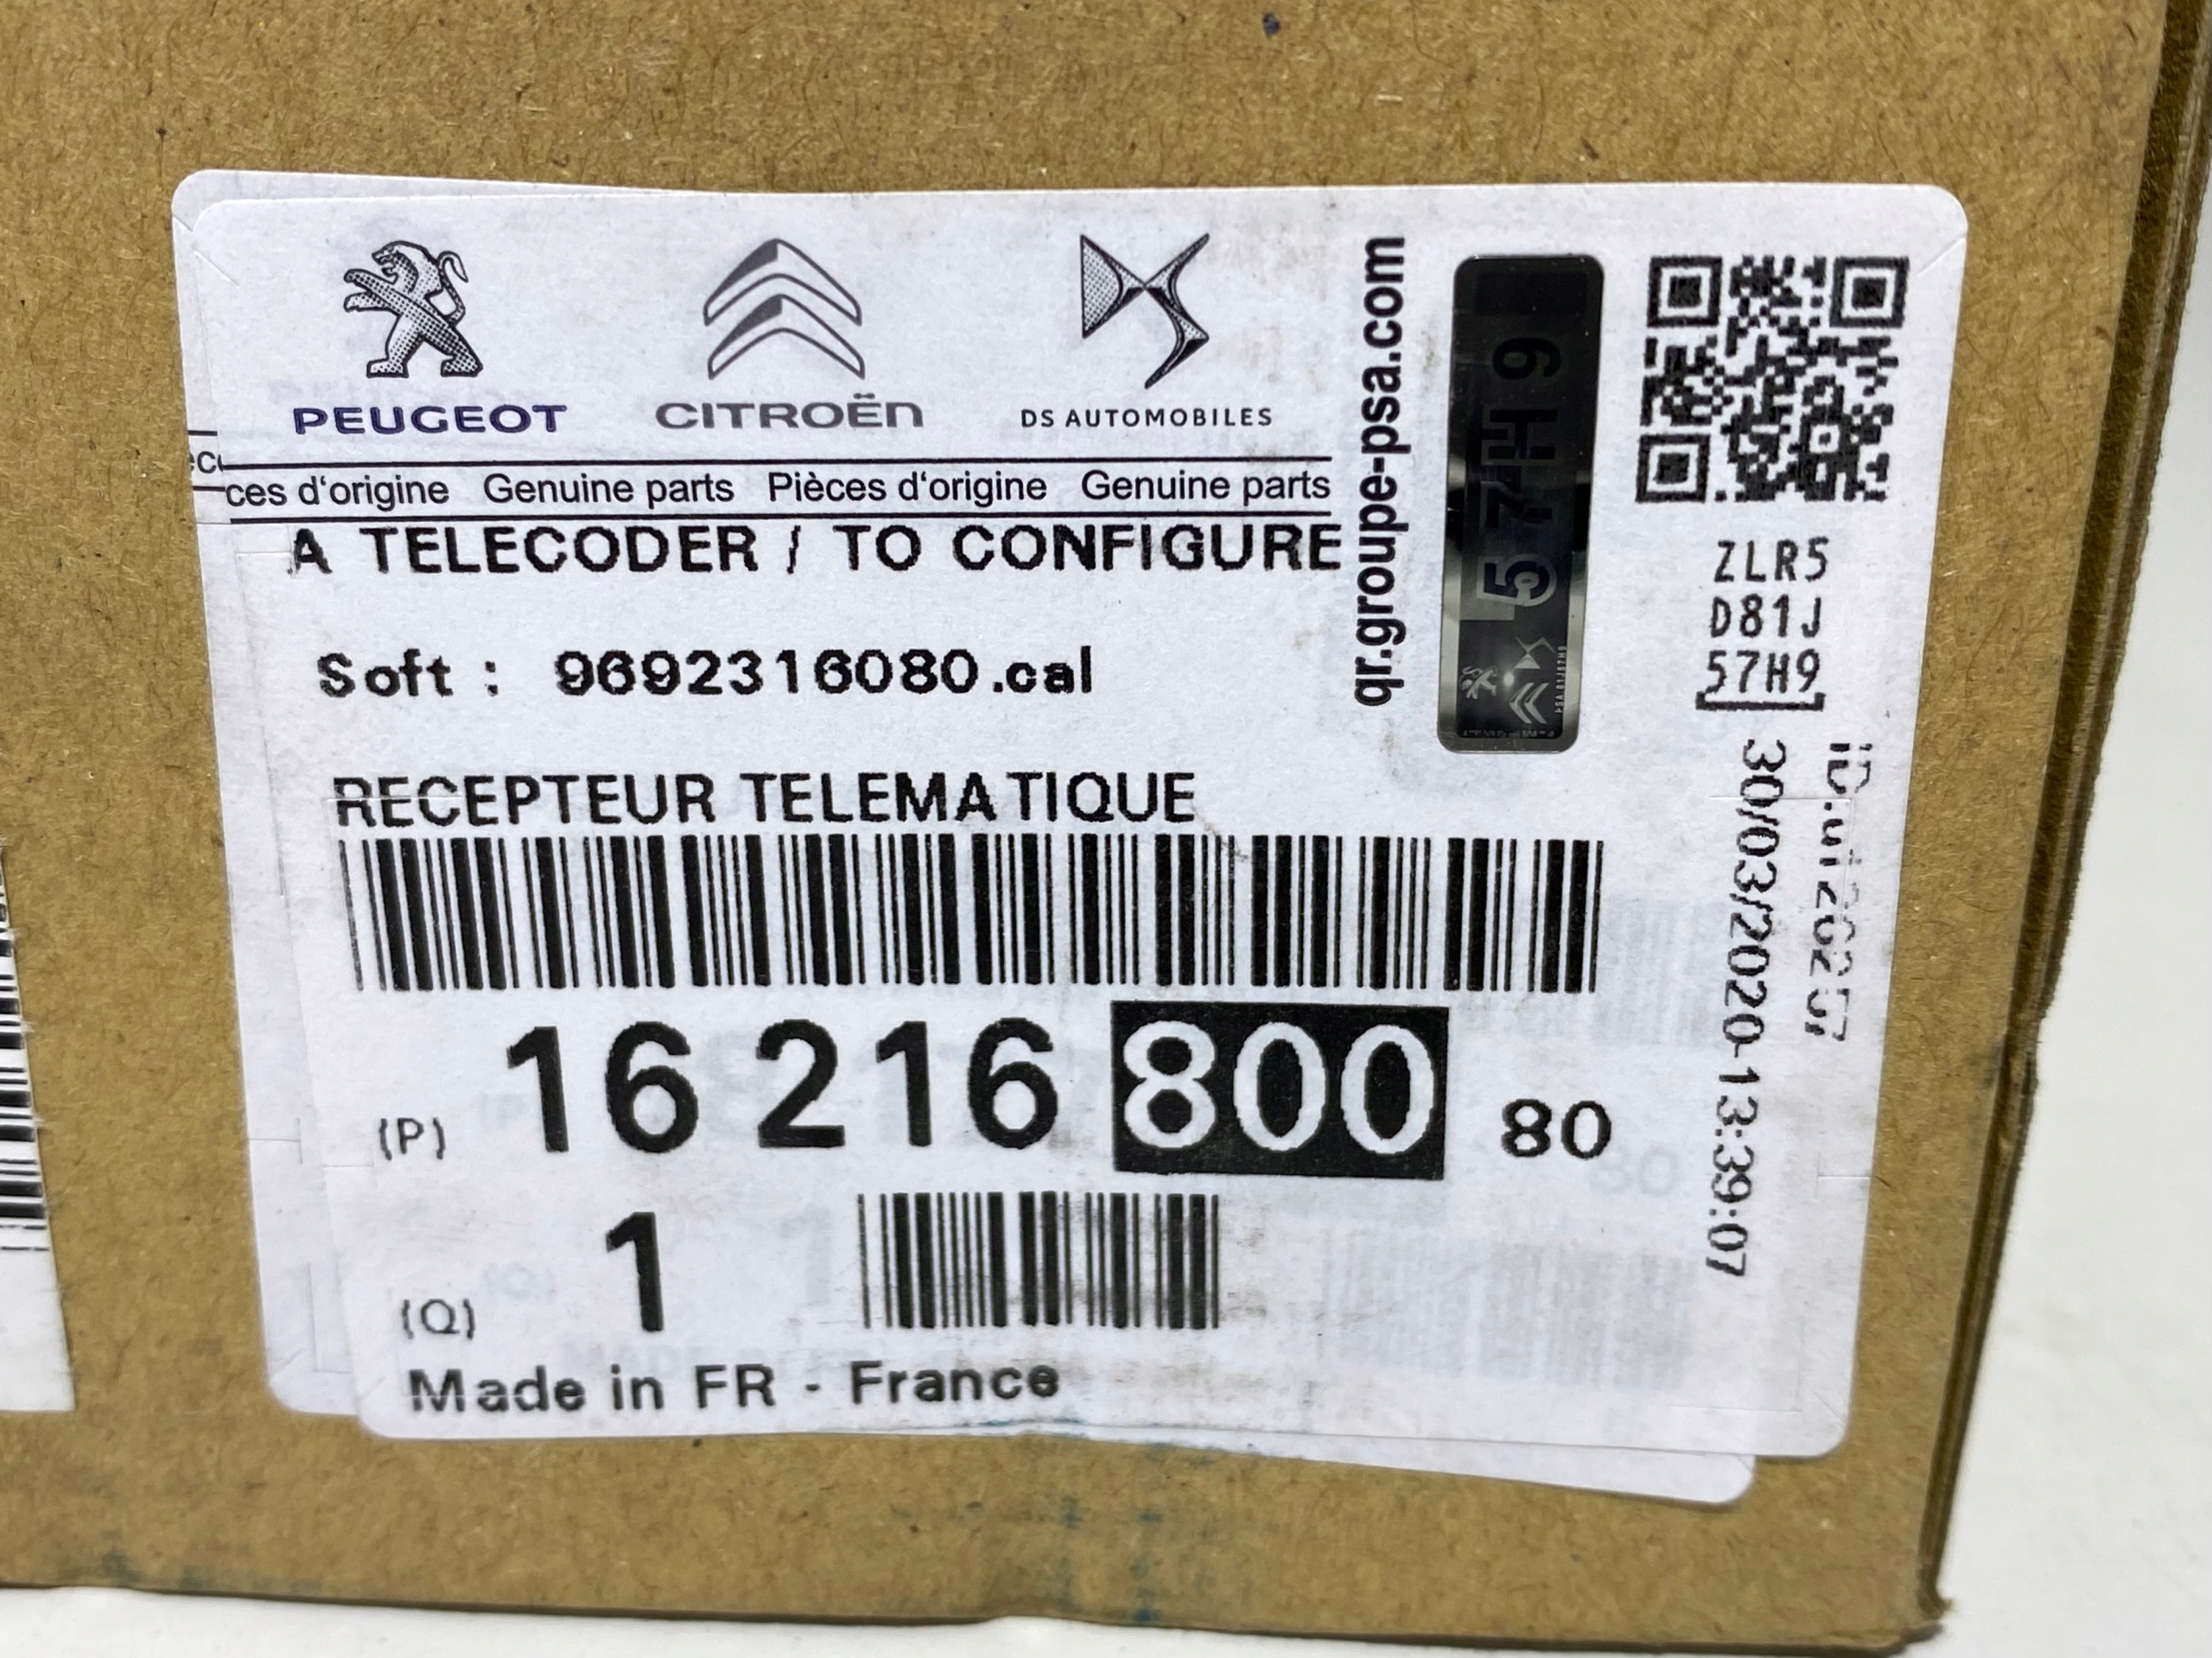 PEUGEOT CITROËN DS AUTOMOBILES
ces d'origine Genuine parts Pièces d'origine Genuine parts
A TELECODER / TO CONFIGURE
Soft : 9692316080.cal
RECEPTEUR TELEMATIQUE
(P) 16 216 800 80
(Q) 1
Made in FR - France
qr.groupe-psa.com
57H9
ZLR5
D81J
57H9
30/03/2020-13:39:07